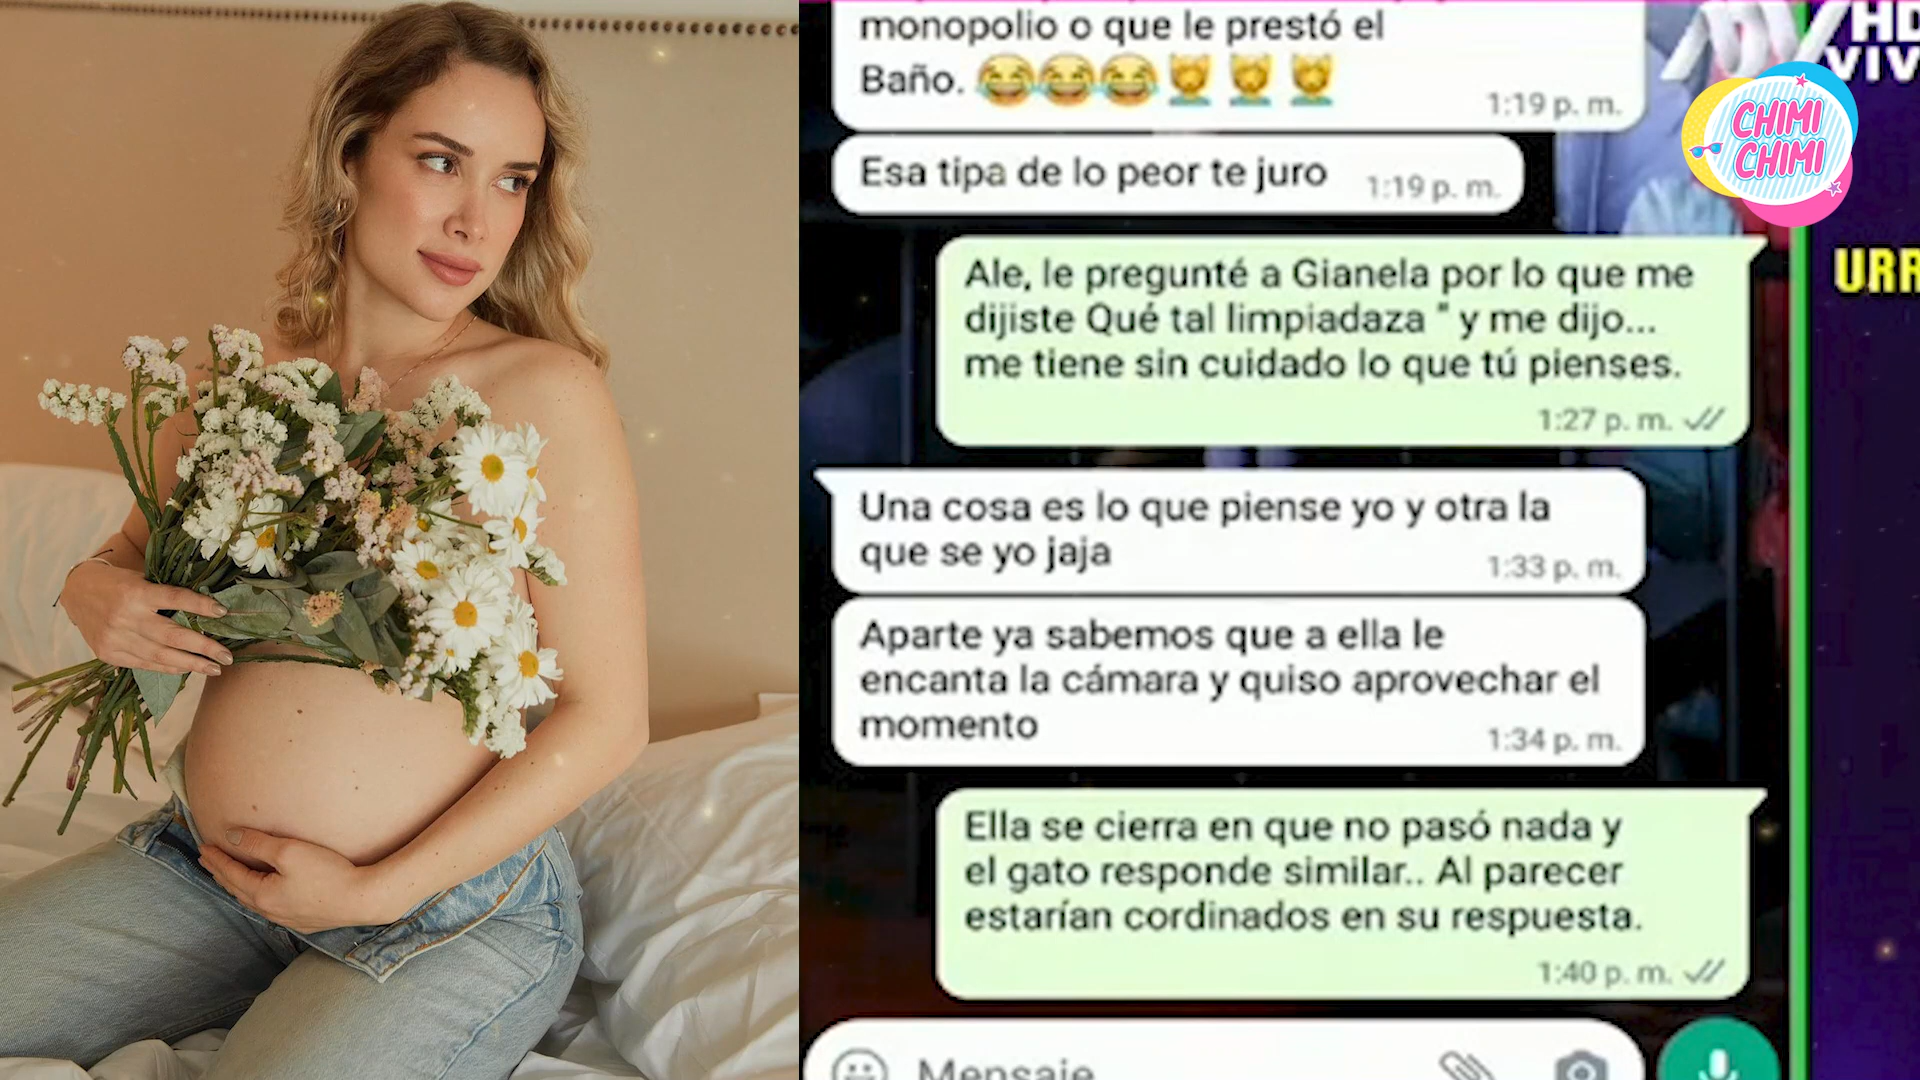 monopolio o que le prestó el
Baño. 😂😂😂💆💆💆
1:19 p. m.
Esa tipa de lo peor te juro
1:19 p. m.
Ale, le pregunté a Gianela por lo que me
dijiste Qué tal limpiadaza " y me dijo...
me tiene sin cuidado lo que tú pienses.
1:27 p. m.
Una cosa es lo que piense yo y otra la
que se yo jaja
1:33 p. m.
Aparte ya sabemos que a ella le
encanta la cámara y quiso aprovechar el
momento
1:34 p. m.
Ella se cierra en que no pasó nada y
el gato responde similar.. Al parecer
estarían cordinados en su respuesta.
1:40 p. m.
Mensaje
HD
VIV
CHIMI
CHIMI
URR